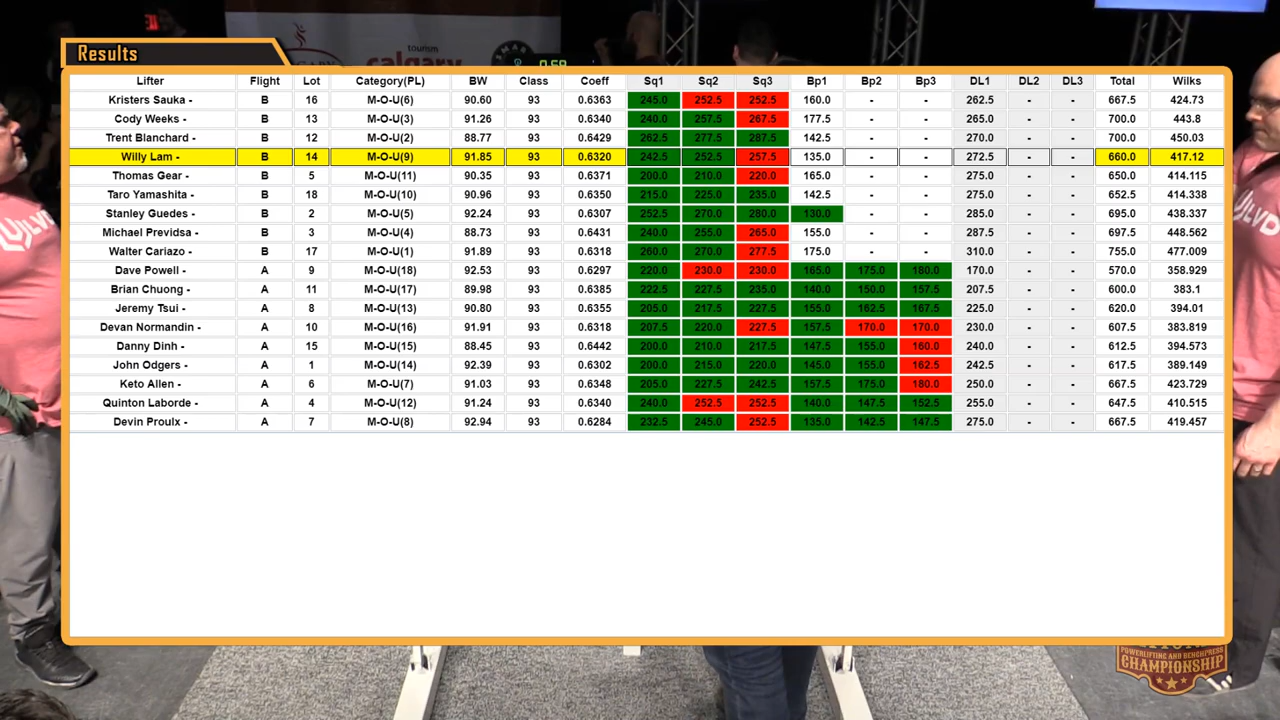 tourism
calgary
0:59
Results
Lifter Flight Lot Category(PL) BW Class Coeff Sq1 Sq2 Sq3 Bp1 Bp2 Bp3 DL1 DL2 DL3 Total Wilks
Kristers Sauka - B 16 M-O-U(6) 90.60 93 0.6363 245.0 252.5 252.5 160.0 - - 262.5 - - 667.5 424.73
Cody Weeks - B 13 M-O-U(3) 91.26 93 0.6340 240.0 257.5 267.5 177.5 - - 265.0 - - 700.0 443.8
Trent Blanchard - B 12 M-O-U(2) 88.77 93 0.6429 262.5 277.5 287.5 142.5 - - 270.0 - - 700.0 450.03
Willy Lam - B 14 M-O-U(9) 91.85 93 0.6320 242.5 252.5 257.5 135.0 - - 272.5 - - 660.0 417.12
Thomas Gear - B 5 M-O-U(11) 90.35 93 0.6371 200.0 210.0 220.0 165.0 - - 275.0 - - 650.0 414.115
Taro Yamashita - B 18 M-O-U(10) 90.96 93 0.6350 215.0 225.0 235.0 142.5 - - 275.0 - - 652.5 414.338
Stanley Guedes - B 2 M-O-U(5) 92.24 93 0.6307 252.5 270.0 280.0 130.0 - - 285.0 - - 695.0 438.337
Michael Previdsa - B 3 M-O-U(4) 88.73 93 0.6431 240.0 255.0 265.0 155.0 - - 287.5 - - 697.5 448.562
Walter Cariazo - B 17 M-O-U(1) 91.89 93 0.6318 260.0 270.0 277.5 175.0 - - 310.0 - - 755.0 477.009
Dave Powell - A 9 M-O-U(18) 92.53 93 0.6297 220.0 230.0 230.0 165.0 175.0 180.0 170.0 - - 570.0 358.929
Brian Chuong - A 11 M-O-U(17) 89.98 93 0.6385 222.5 227.5 235.0 140.0 150.0 157.5 207.5 - - 600.0 383.1
Jeremy Tsui - A 8 M-O-U(13) 90.80 93 0.6355 205.0 217.5 227.5 155.0 162.5 167.5 225.0 - - 620.0 394.01
Devan Normandin - A 10 M-O-U(16) 91.91 93 0.6318 207.5 220.0 227.5 157.5 170.0 170.0 230.0 - - 607.5 383.819
Danny Dinh - A 15 M-O-U(15) 88.45 93 0.6442 200.0 210.0 217.5 147.5 155.0 160.0 240.0 - - 612.5 394.573
John Odgers - A 1 M-O-U(14) 92.39 93 0.6302 200.0 215.0 220.0 145.0 155.0 162.5 242.5 - - 617.5 389.149
Keto Allen - A 6 M-O-U(7) 91.03 93 0.6348 205.0 227.5 242.5 157.5 175.0 180.0 250.0 - - 667.5 423.729
Quinton Laborde - A 4 M-O-U(12) 91.24 93 0.6340 240.0 252.5 252.5 140.0 147.5 152.5 255.0 - - 647.5 410.515
Devin Proulx - A 7 M-O-U(8) 92.94 93 0.6284 232.5 245.0 252.5 135.0 142.5 147.5 275.0 - - 667.5 419.457
POWERLIFTING AND BENCHPRESS
CHAMPIONSHIP